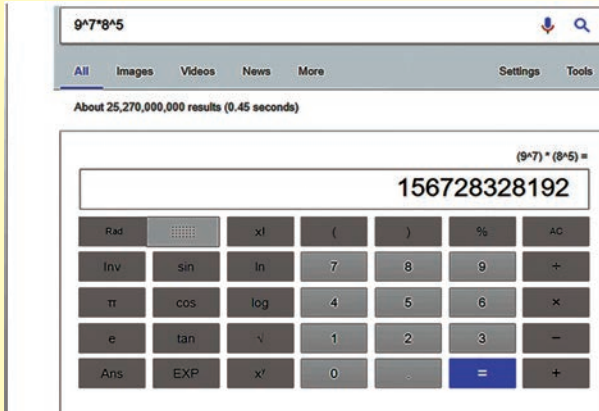 9^7*8^5
All Images Videos News More Settings Tools
About 25,270,000,000 results (0.45 seconds)
(9^7) * (8^5) =
156728328192
Rad x! ( ) % AC
Inv sin ln 7 8 9 ÷
π cos log 4 5 6 ×
e tan √ 1 2 3 −
Ans EXP xʸ 0 . = +